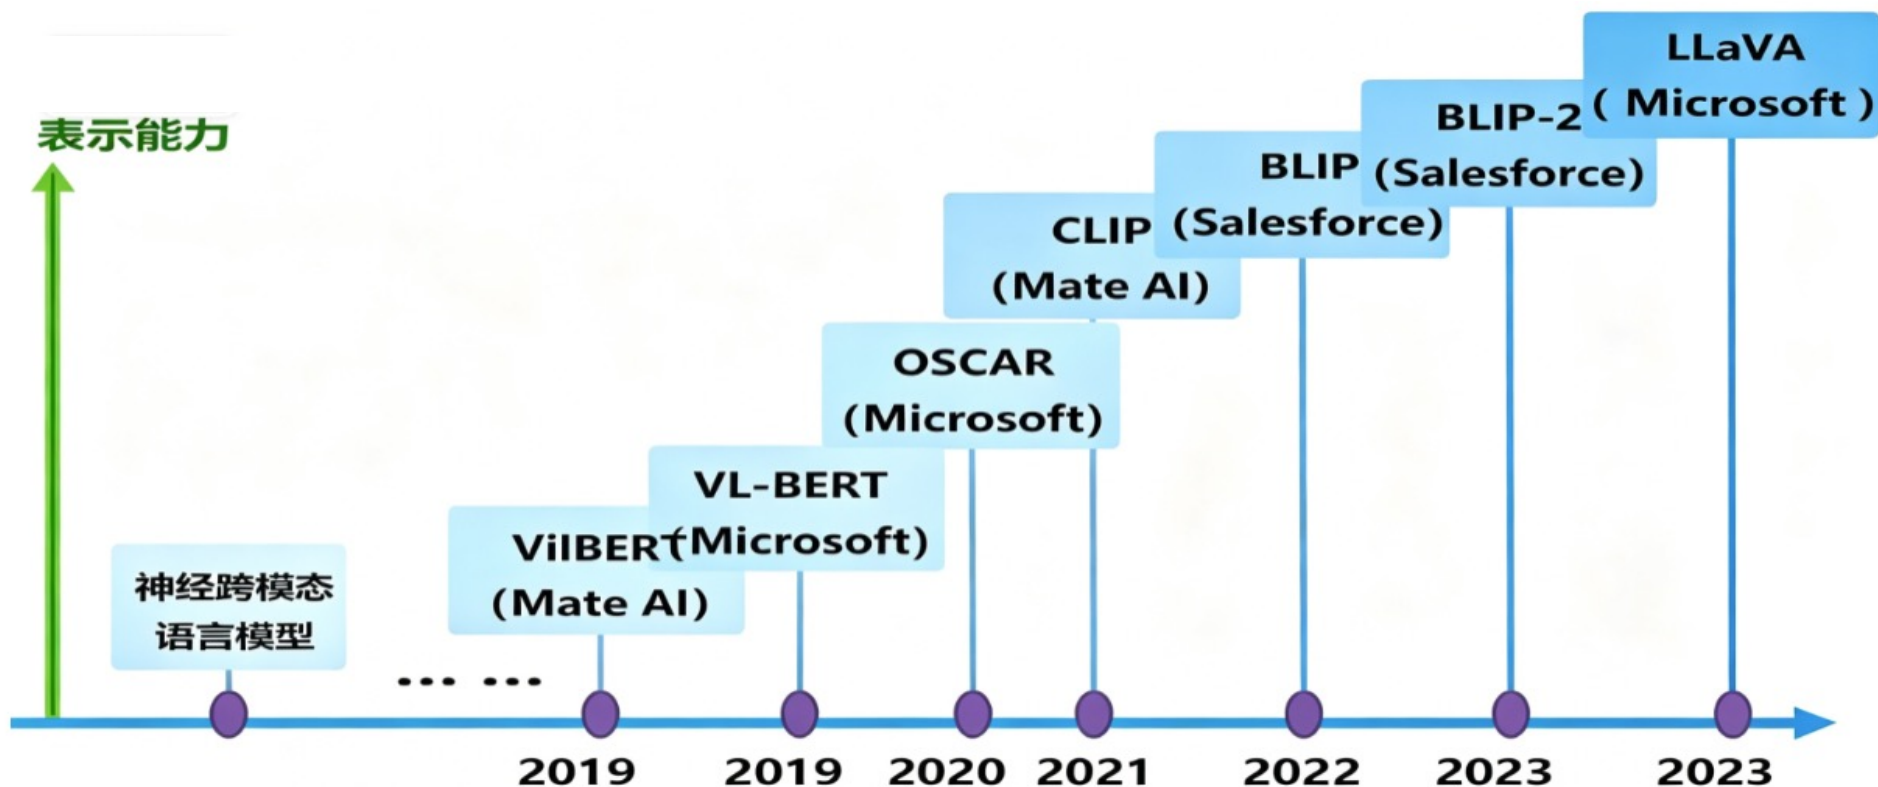 表示能力
神经跨模态
语言模型
... ...
VilBERT
(Mate AI)
VL-BERT
(Microsoft)
OSCAR
(Microsoft)
CLIP
(Mate AI)
BLIP
(Salesforce)
BLIP-2
(Salesforce)
LLaVA
( Microsoft )
2019
2019
2020
2021
2022
2023
2023